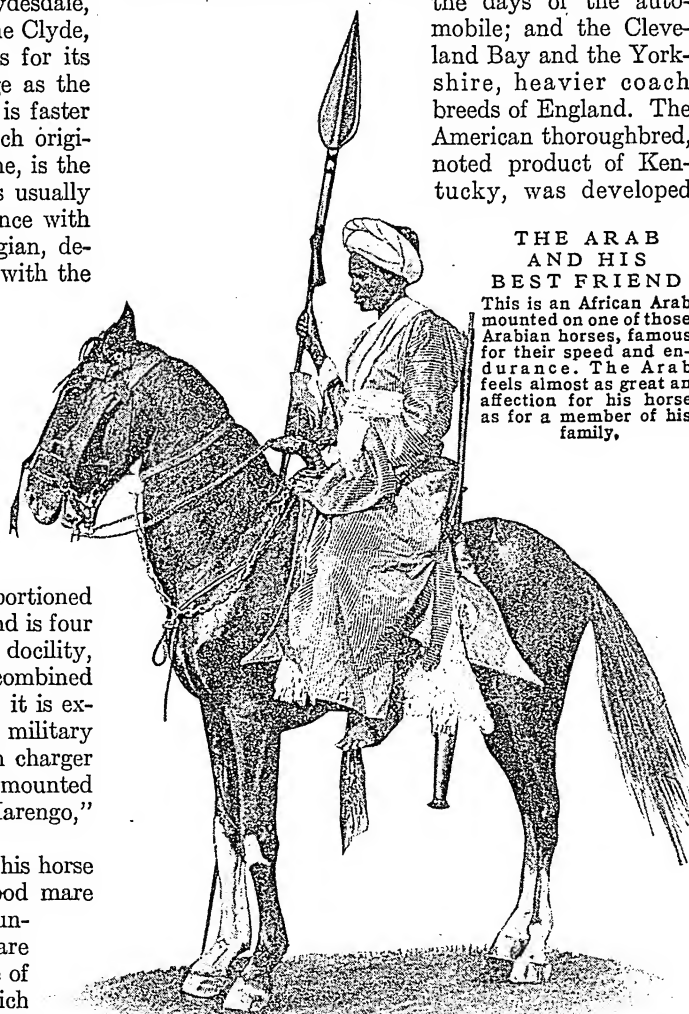 ydesdale,
e Clyde,
s for its
ge as the
is faster
ch origi-
ne, is the
s usually
nce with
gian, de-
with the
portioned
nd is four
docility,
combined
it is ex-
military
n charger
mounted
Iarengo,"
his horse
ood mare
un-
are
of
ich
the days of the auto-
mobile; and the Cleve-
land Bay and the York-
shire, heavier coach
breeds of England. The
American thoroughbred,
noted product of Ken-
tucky, was developed
THE ARAB
AND HIS
BEST FRIEND
This is an African Arab
mounted on one of those
Arabian horses, famous
for their speed and en-
durance. The Arab
feels almost as great an
affection for his horse
as for a member of his
family.